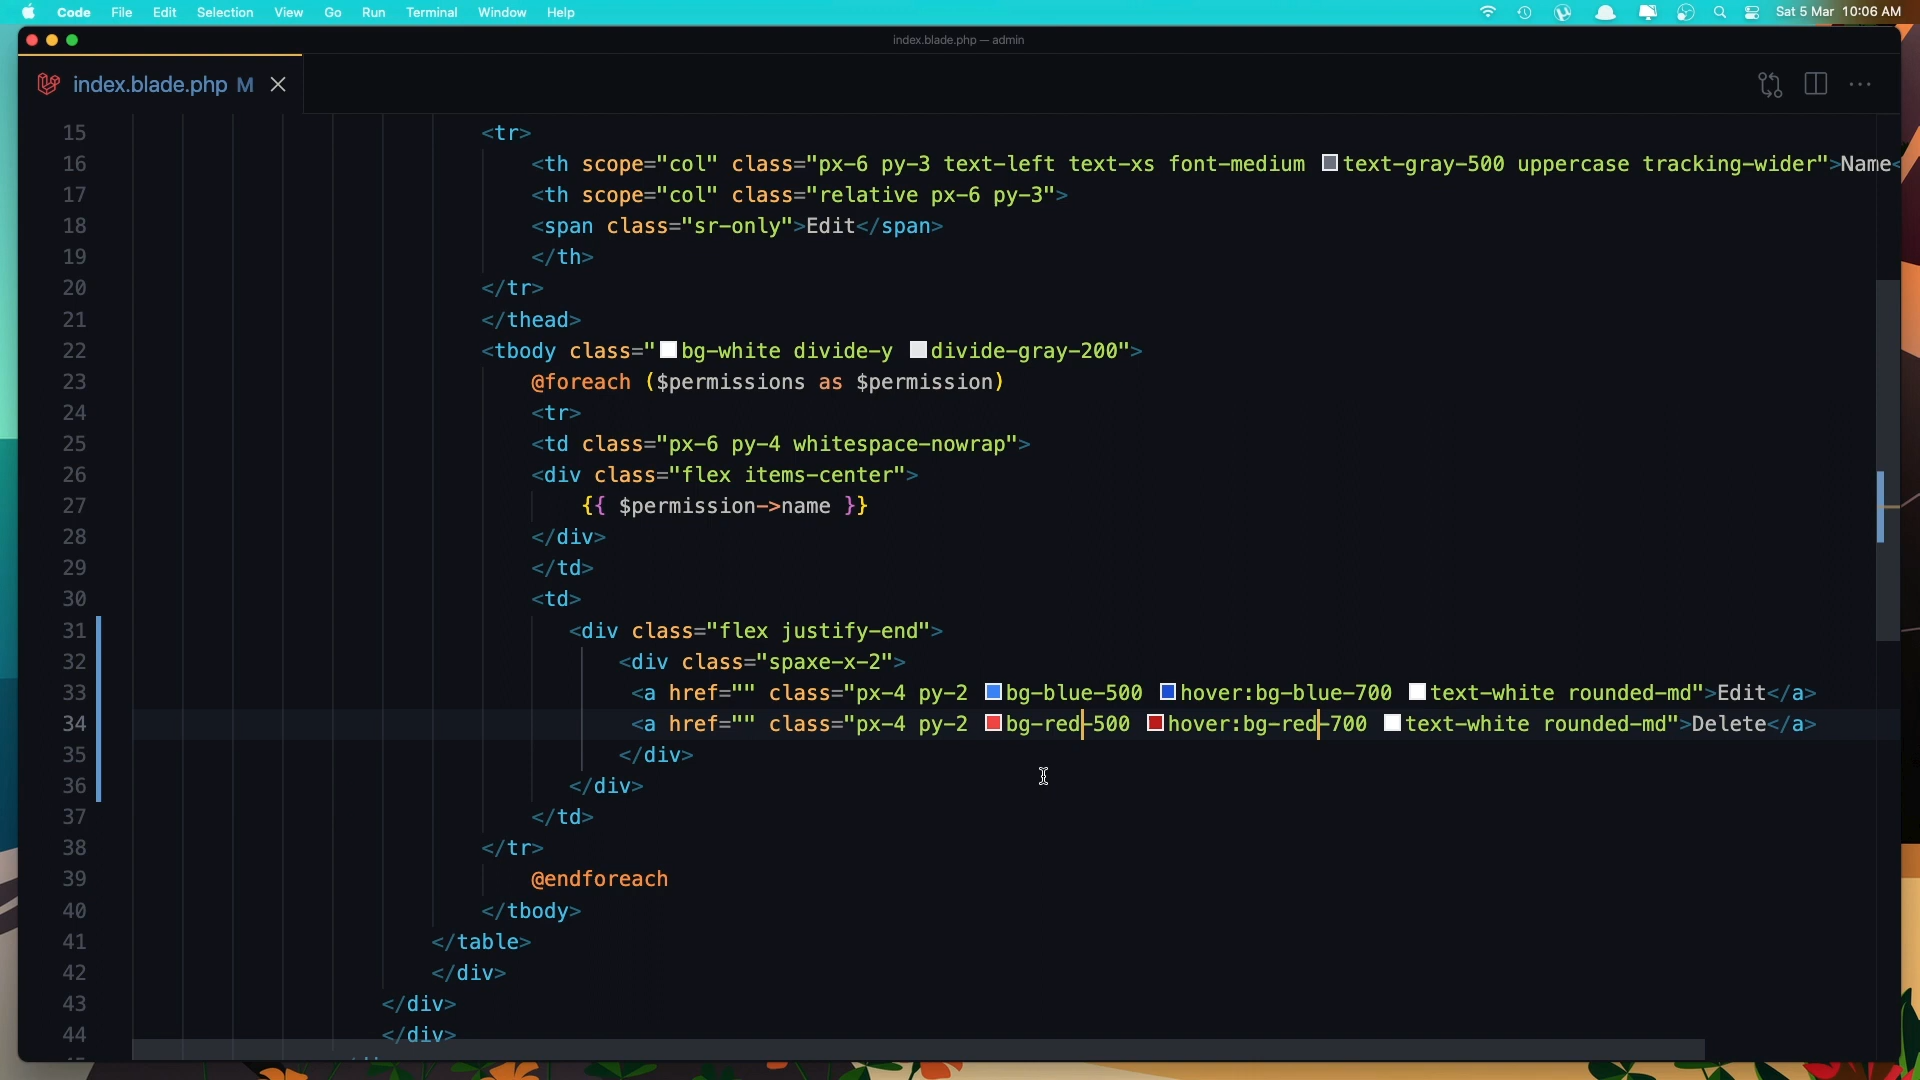 Code File Edit Selection View Go Run Terminal Window Help Sat 5 Mar 10:06 AM
index.blade.php — admin
index.blade.php M
15 <tr>
16 <th scope="col" class="px-6 py-3 text-left text-xs font-medium text-gray-500 uppercase tracking-wider">Name<
17 <th scope="col" class="relative px-6 py-3">
18 <span class="sr-only">Edit</span>
19 </th>
20 </tr>
21 </thead>
22 <tbody class="bg-white divide-y divide-gray-200">
23 @foreach ($permissions as $permission)
24 <tr>
25 <td class="px-6 py-4 whitespace-nowrap">
26 <div class="flex items-center">
27 {{ $permission->name }}
28 </div>
29 </td>
30 <td>
31 <div class="flex justify-end">
32 <div class="spaxe-x-2">
33 <a href="" class="px-4 py-2 bg-blue-500 hover:bg-blue-700 text-white rounded-md">Edit</a>
34 <a href="" class="px-4 py-2 bg-red-500 hover:bg-red-700 text-white rounded-md">Delete</a>
35 </div>
36 </div>
37 </td>
38 </tr>
39 @endforeach
40 </tbody>
41 </table>
42 </div>
43 </div>
44 </div>